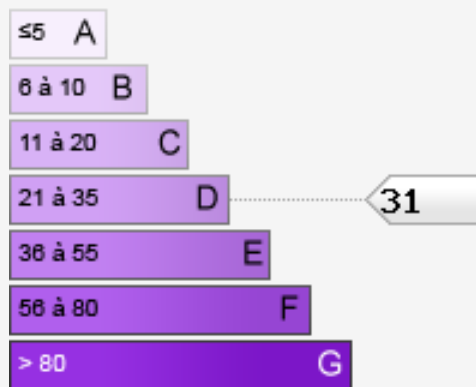 ≤5 A
6 à 10 B
11 à 20 C
21 à 35 D 31
36 à 55 E
56 à 80 F
> 80 G